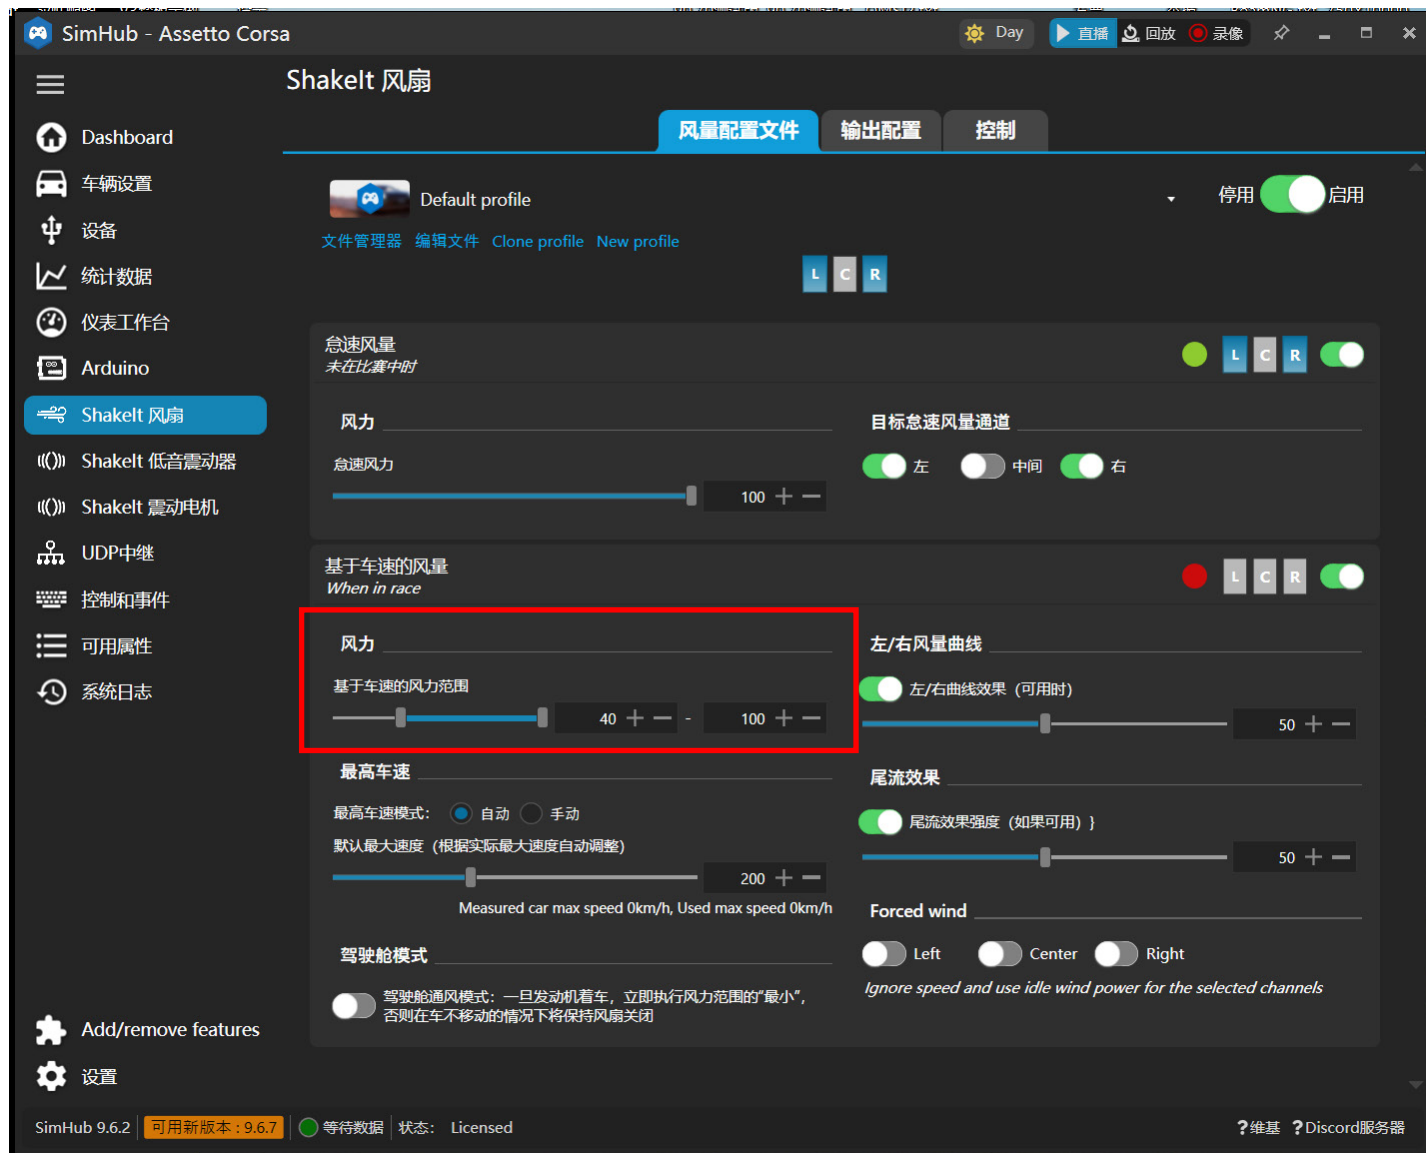 SimHub - Assetto Corsa
Day
直播
回放
录像
ShakeIt 风扇
风量配置文件
输出配置
控制
Dashboard
车辆设置
设备
统计数据
仪表工作台
Arduino
ShakeIt 风扇
ShakeIt 低音震动器
ShakeIt 震动电机
UDP中继
控制和事件
可用属性
系统日志
Add/remove features
设置
Default profile
停用
启用
文件管理器 编辑文件 Clone profile New profile
L C R
怠速风量
未在比赛中时
L C R
风力
怠速风力
100
目标怠速风量通道
左 中间 右
基于车速的风量
When in race
L C R
风力
基于车速的风力范围
40 - 100
最高车速
最高车速模式： 自动 手动
默认最大速度（根据实际最大速度自动调整）
200
Measured car max speed 0km/h, Used max speed 0km/h
驾驶舱模式
驾驶舱通风模式：一旦发动机着车，立即执行风力范围的“最小”，
否则在车不移动的情况下将保持风扇关闭
左/右风量曲线
左/右曲线效果（可用时）
50
尾流效果
尾流效果强度（如果可用）}
50
Forced wind
Left Center Right
Ignore speed and use idle wind power for the selected channels
SimHub 9.6.2
可用新版本 : 9.6.7
等待数据
状态： Licensed
?维基 ?Discord服务器